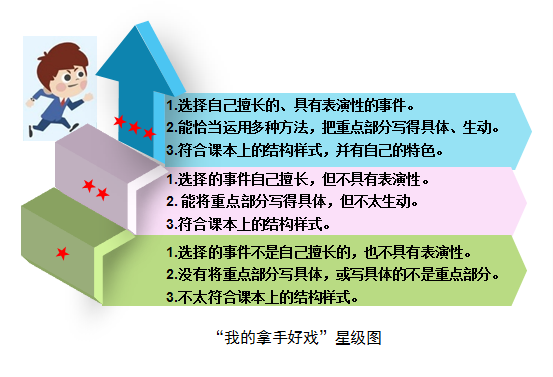 1.选择自己擅长的、具有表演性的事件。
2.能恰当运用多种方法，把重点部分写得具体、生动。
3.符合课本上的结构样式，并有自己的特色。
1.选择的事件自己擅长，但不具有表演性。
2. 能将重点部分写得具体，但不太生动。
3.符合课本上的结构样式。
1.选择的事件不是自己擅长的，也不具有表演性。
2.没有将重点部分写具体，或写具体的不是重点部分。
3.不太符合课本上的结构样式。
“我的拿手好戏”星级图